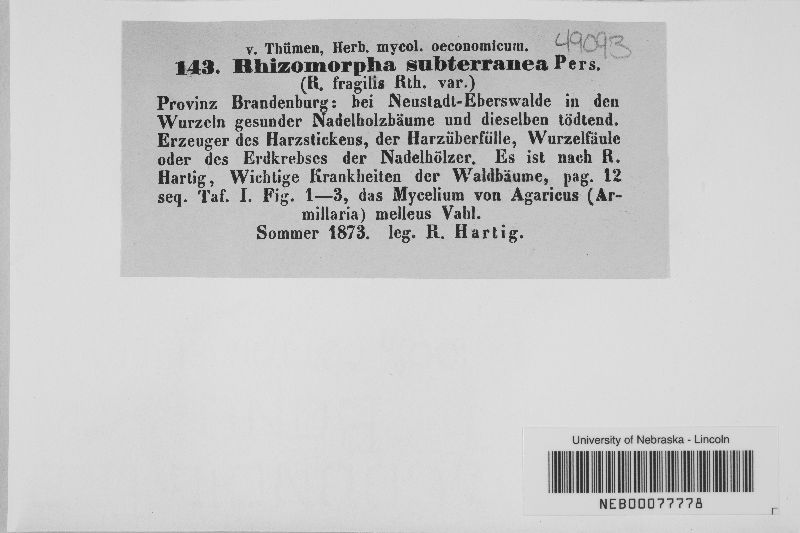 v. Thümen, Herb. mycol. oeconomicum. 49093
143. Rhizomorpha subterranea Pers.
(R. fragilis Rth. var.)
Provinz Brandenburg: bei Neustadt-Eberswalde in den
Wurzeln gesunder Nadelholzbäume und dieselben tödtend.
Erzeuger des Harzstickens, der Harzüberfülle, Wurzelfäule
oder des Erdkrebses der Nadelhölzer. Es ist nach R.
Hartig, Wichtige Krankheiten der Waldbäume, pag. 12
seq. Taf. I. Fig. 1—3, das Mycelium von Agaricus (Ar-
millaria) melleus Vahl.
Sommer 1873. leg. R. Hartig.
University of Nebraska - Lincoln
NEB00077778